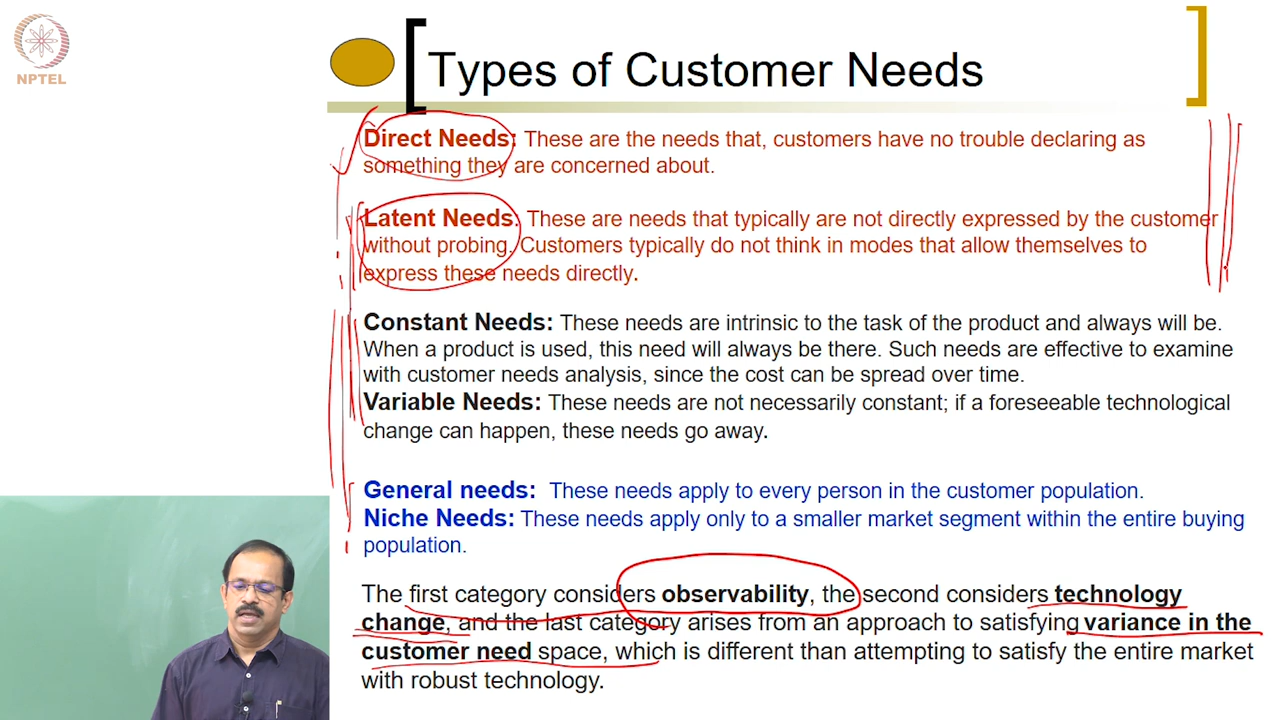 NPTEL
Types of Customer Needs
Direct Needs: These are the needs that, customers have no trouble declaring as
something they are concerned about.
Latent Needs: These are needs that typically are not directly expressed by the customer
without probing. Customers typically do not think in modes that allow themselves to
express these needs directly.
Constant Needs: These needs are intrinsic to the task of the product and always will be.
When a product is used, this need will always be there. Such needs are effective to examine
with customer needs analysis, since the cost can be spread over time.
Variable Needs: These needs are not necessarily constant; if a foreseeable technological
change can happen, these needs go away.
General needs: These needs apply to every person in the customer population.
Niche Needs: These needs apply only to a smaller market segment within the entire buying
population.
The first category considers observability, the second considers technology
change, and the last category arises from an approach to satisfying variance in the
customer need space, which is different than attempting to satisfy the entire market
with robust technology.